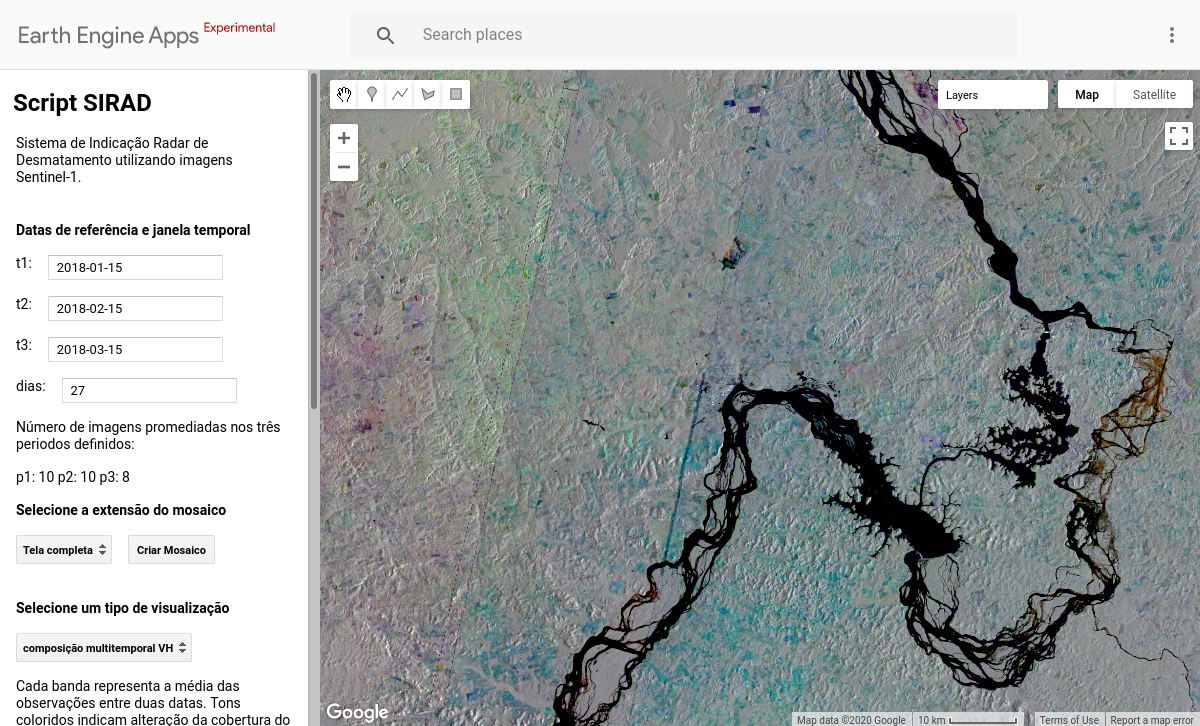 Earth Engine Apps Experimental
Search places
Script SIRAD
Sistema de Indicação Radar de
Desmatamento utilizando imagens
Sentinel-1.
Datas de referência e janela temporal
t1: 2018-01-15
t2: 2018-02-15
t3: 2018-03-15
dias: 27
Número de imagens promediadas nos três
periodos definidos:
p1: 10 p2: 10 p3: 8
Selecione a extensão do mosaico
Tela completa Criar Mosaico
Selecione um tipo de visualização
composição multitemporal VH
Cada banda representa a média das
observações entre duas datas. Tons
coloridos indicam alteração da cobertura do
Layers
Map Satellite
Google
Map data ©2020 Google 10 km Terms of Use Report a map error